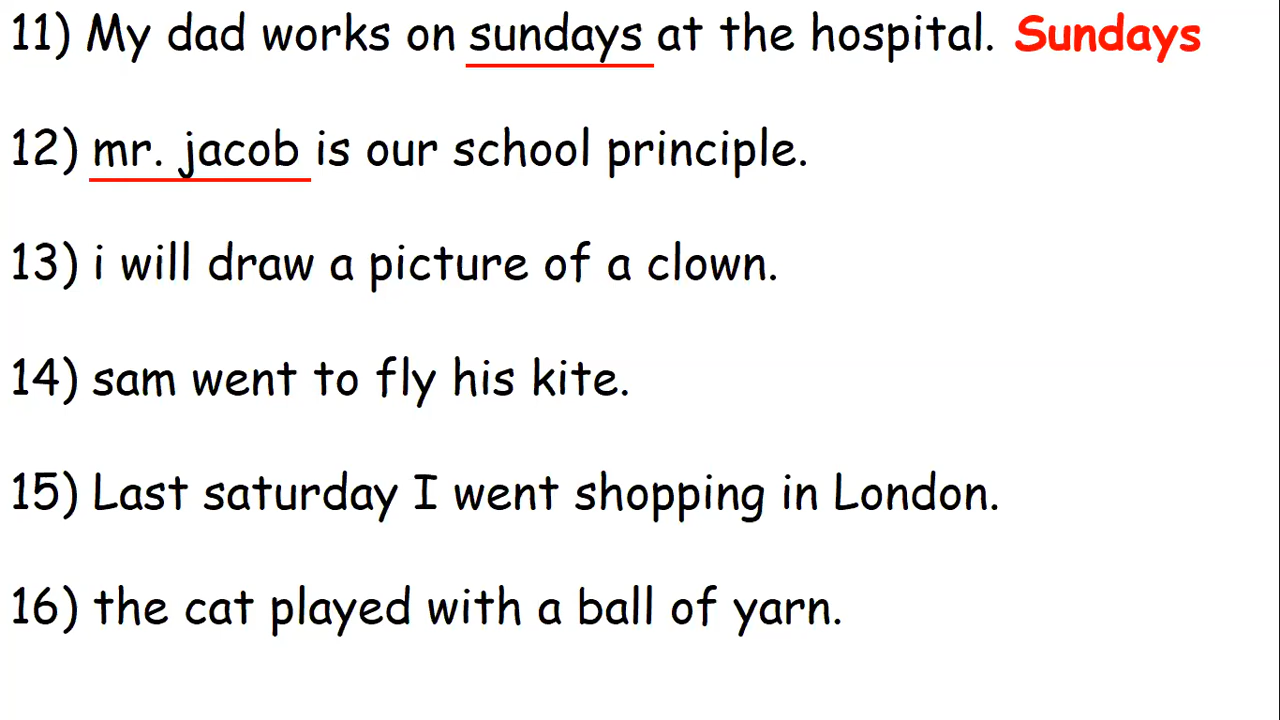 11) My dad works on sundays at the hospital. Sundays
12) mr. jacob is our school principle.
13) i will draw a picture of a clown.
14) sam went to fly his kite.
15) Last saturday I went shopping in London.
16) the cat played with a ball of yarn.